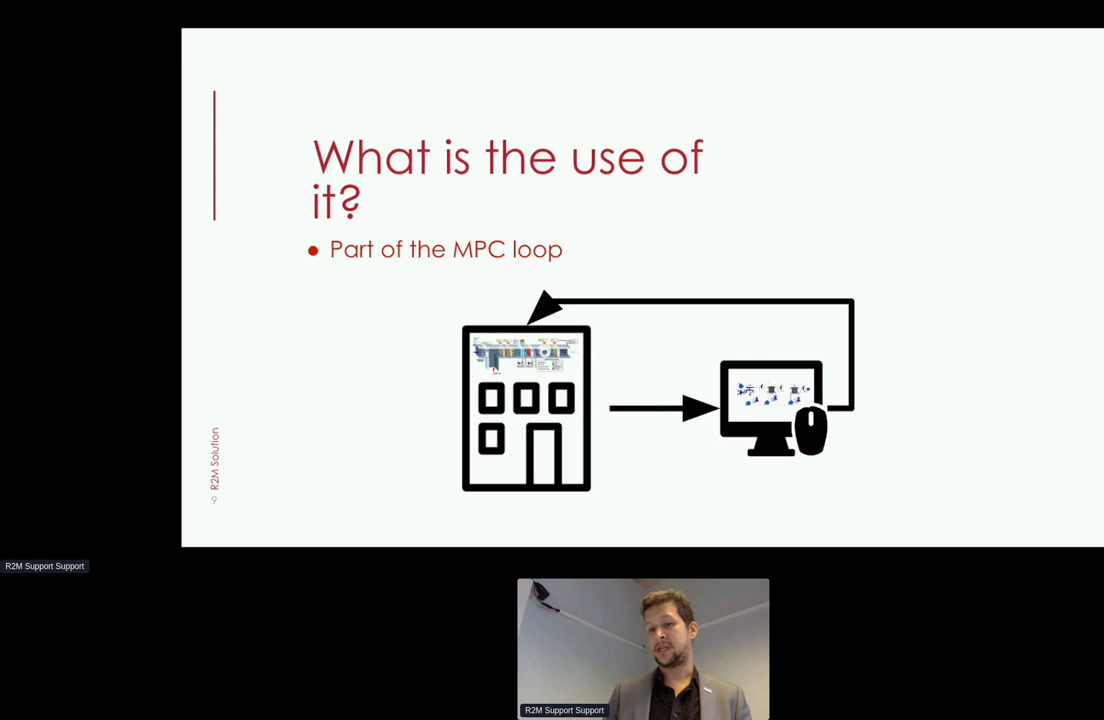 What is the use of
it?
Part of the MPC loop
R2M Solution
9
R2M Support Support
R2M Support Support